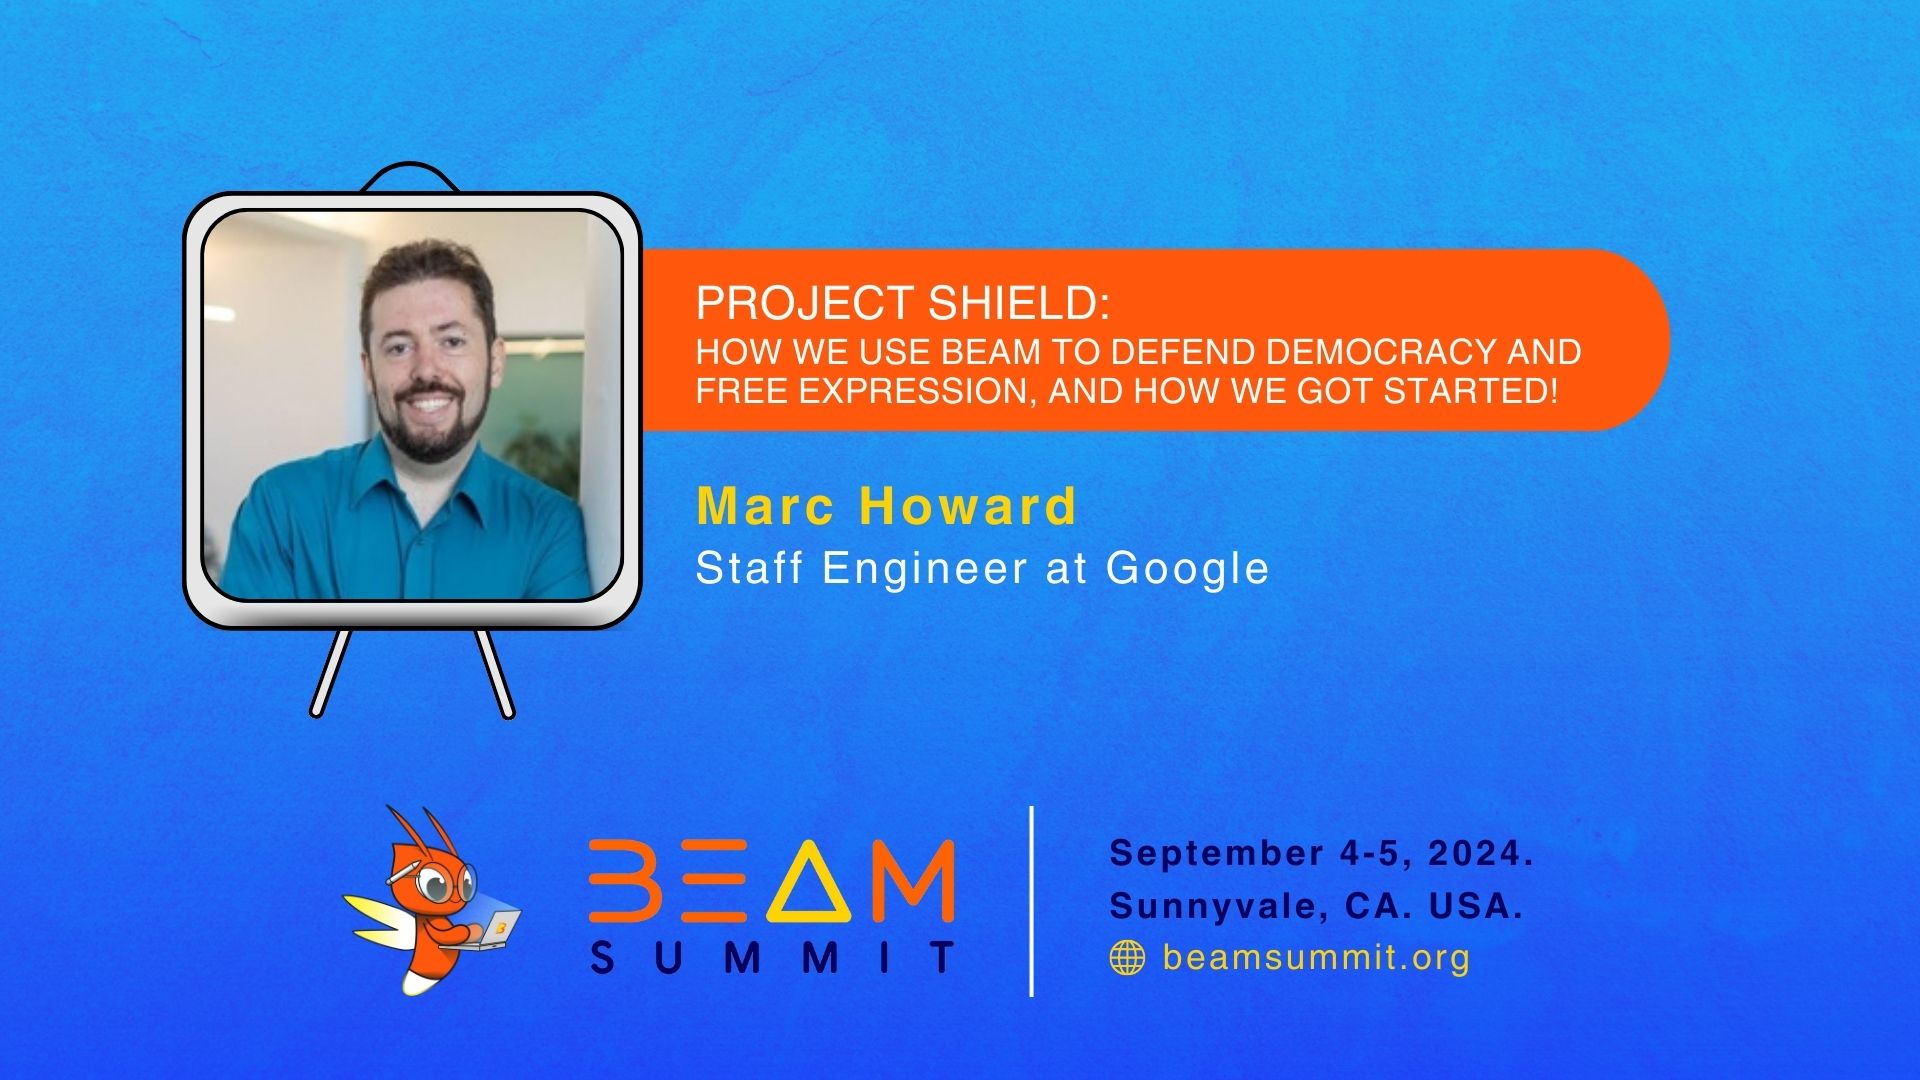 PROJECT SHIELD:
HOW WE USE BEAM TO DEFEND DEMOCRACY AND
FREE EXPRESSION, AND HOW WE GOT STARTED!
Marc Howard
Staff Engineer at Google
BEAM
SUMMIT
September 4-5, 2024.
Sunnyvale, CA. USA.
beamsummit.org